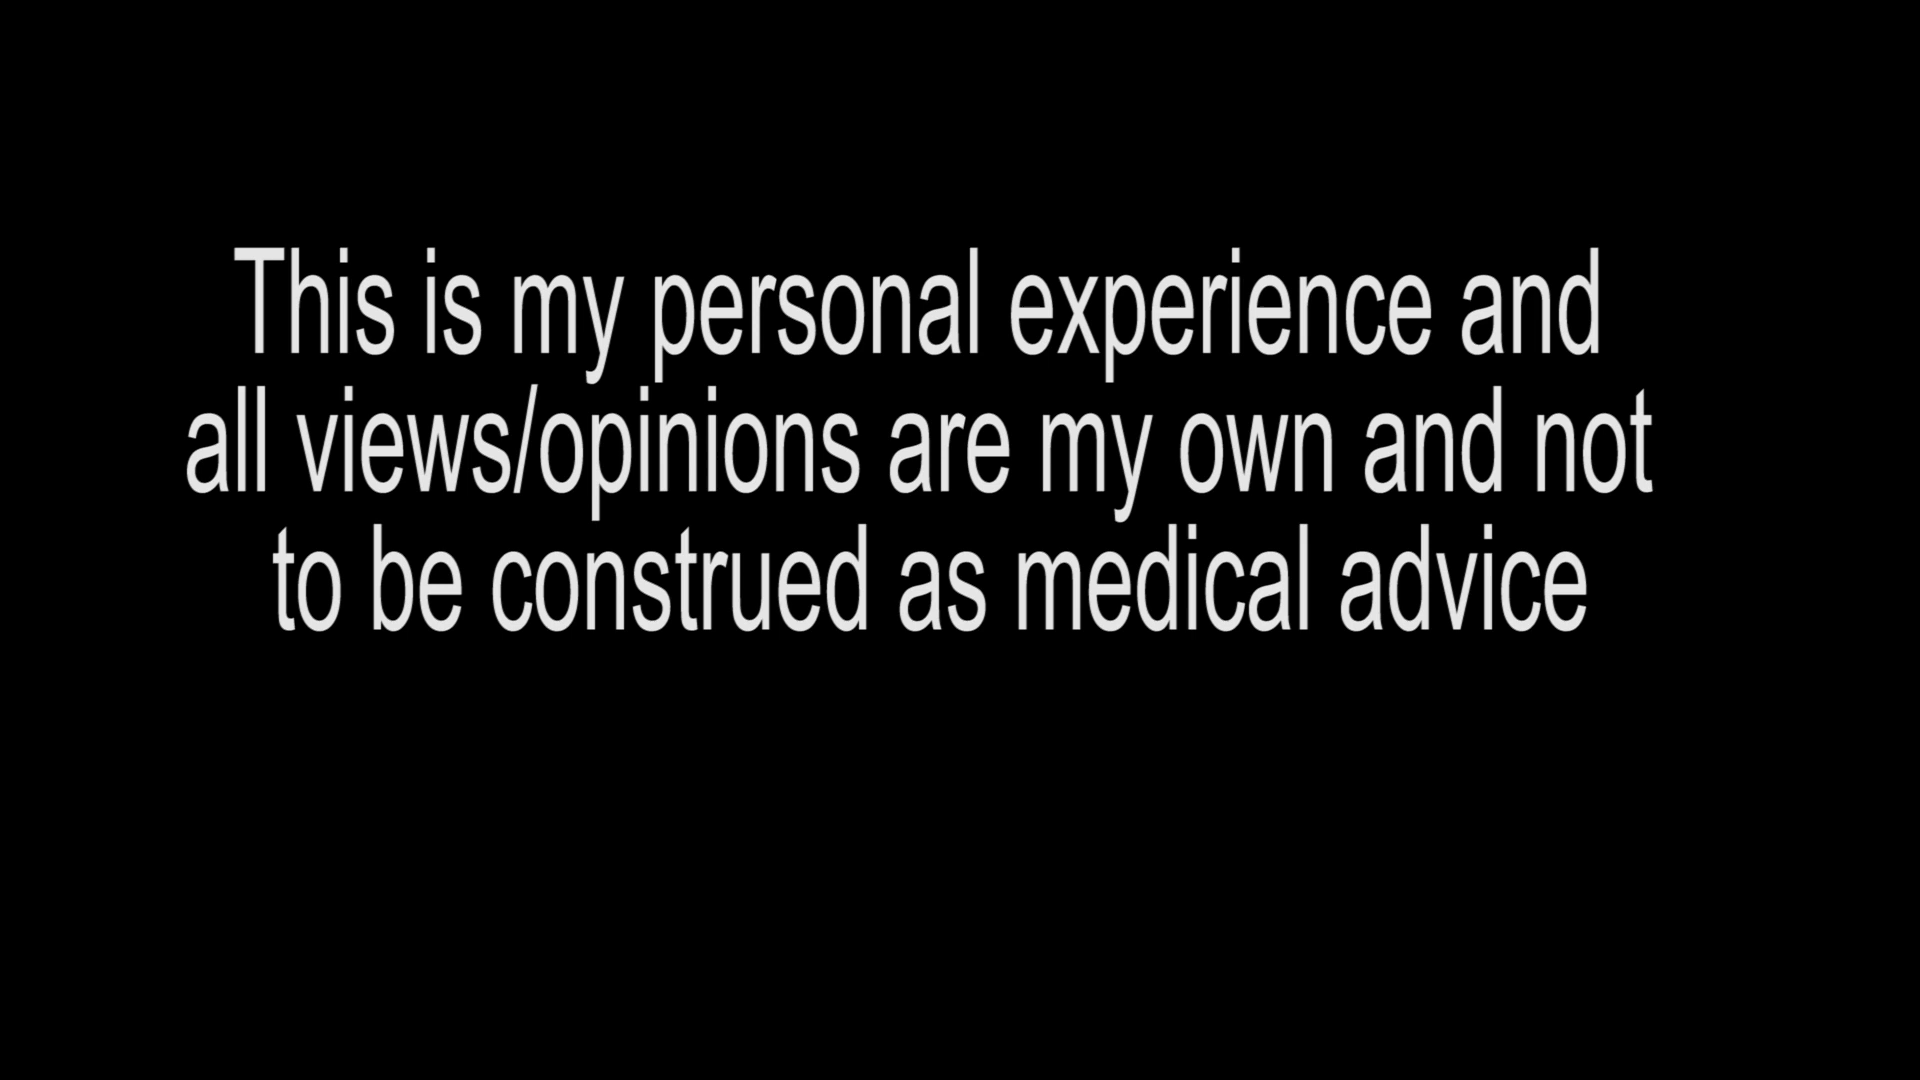 This is my personal experience and
all views/opinions are my own and not
to be construed as medical advice